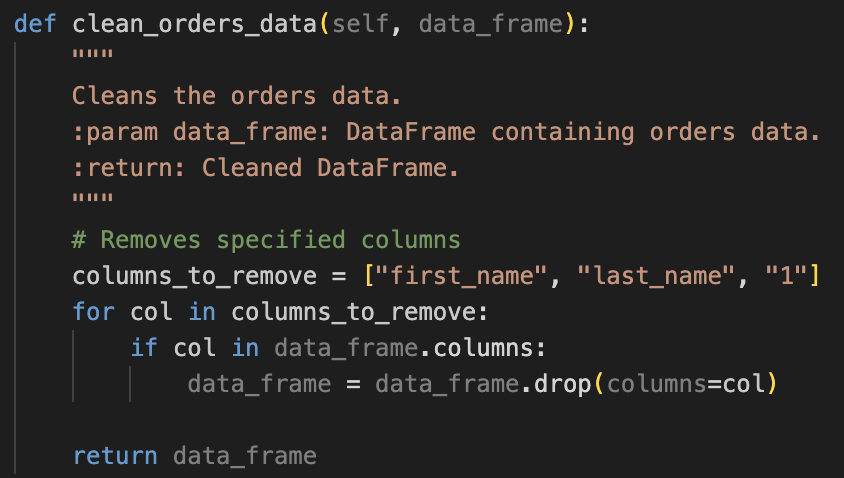 def clean_orders_data(self, data_frame):
    """
    Cleans the orders data.
    :param data_frame: DataFrame containing orders data.
    :return: Cleaned DataFrame.
    """
    # Removes specified columns
    columns_to_remove = ["first_name", "last_name", "1"]
    for col in columns_to_remove:
        if col in data_frame.columns:
            data_frame = data_frame.drop(columns=col)

    return data_frame